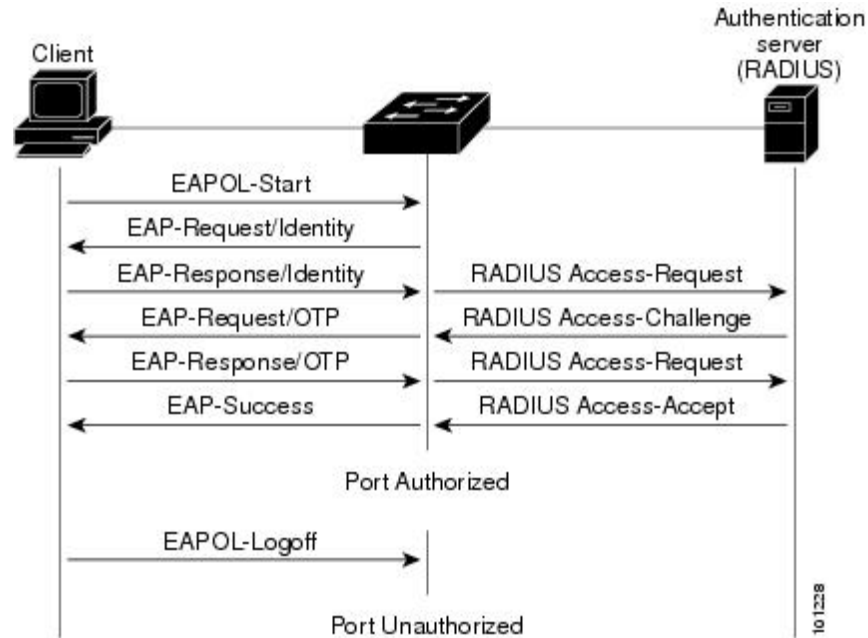 Authentication
server
(RADIUS)
Client
EAPOL-Start
EAP-Request/Identity
EAP-Response/Identity
RADIUS Access-Request
EAP-Request/OTP
RADIUS Access-Challenge
EAP-Response/OTP
RADIUS Access-Request
EAP-Success
RADIUS Access-Accept
Port Authorized
EAPOL-Logoff
Port Unauthorized
101228